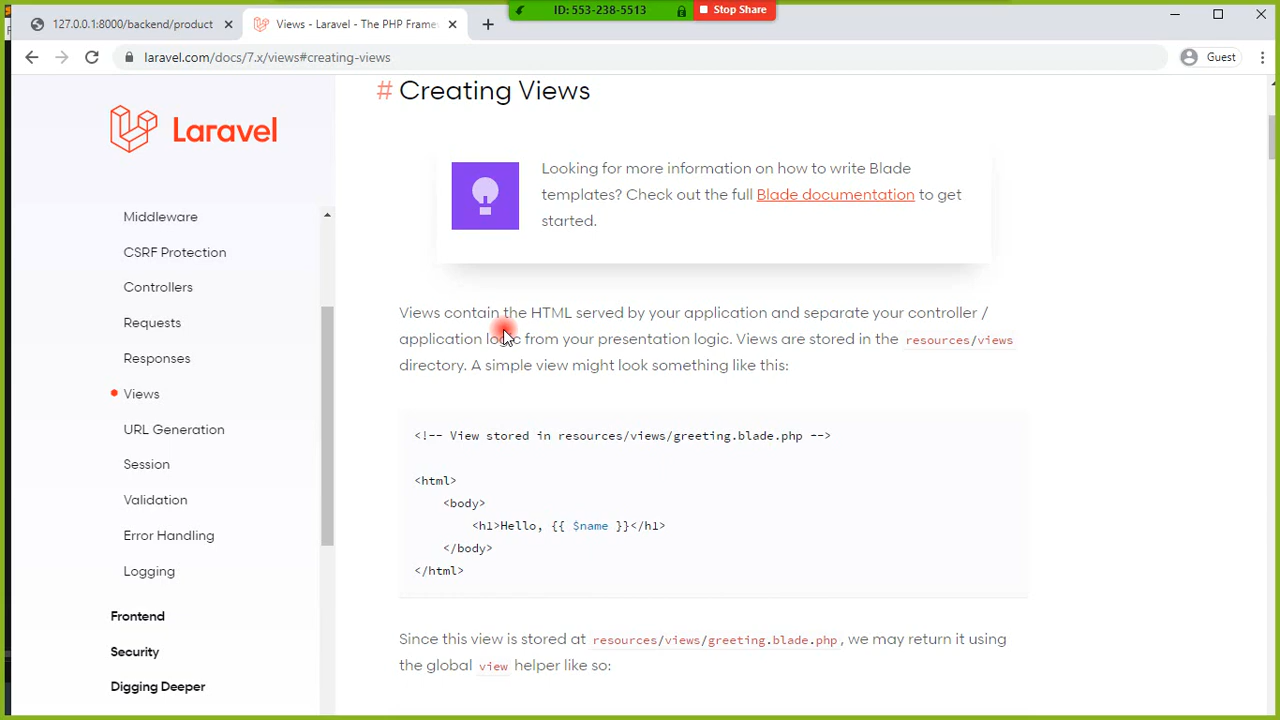 ID: 553-238-5513
Stop Share
127.0.0.1:8000/backend/product
Views - Laravel - The PHP Frame
laravel.com/docs/7.x/views#creating-views
Guest
Laravel
Middleware
CSRF Protection
Controllers
Requests
Responses
Views
URL Generation
Session
Validation
Error Handling
Logging
Frontend
Security
Digging Deeper
# Creating Views
Looking for more information on how to write Blade
templates? Check out the full Blade documentation to get
started.
Views contain the HTML served by your application and separate your controller /
application logic from your presentation logic. Views are stored in the resources/views
directory. A simple view might look something like this:
<!-- View stored in resources/views/greeting.blade.php -->
<html>
<body>
<h1>Hello, {{ $name }}</h1>
</body>
</html>
Since this view is stored at resources/views/greeting.blade.php, we may return it using
the global view helper like so: